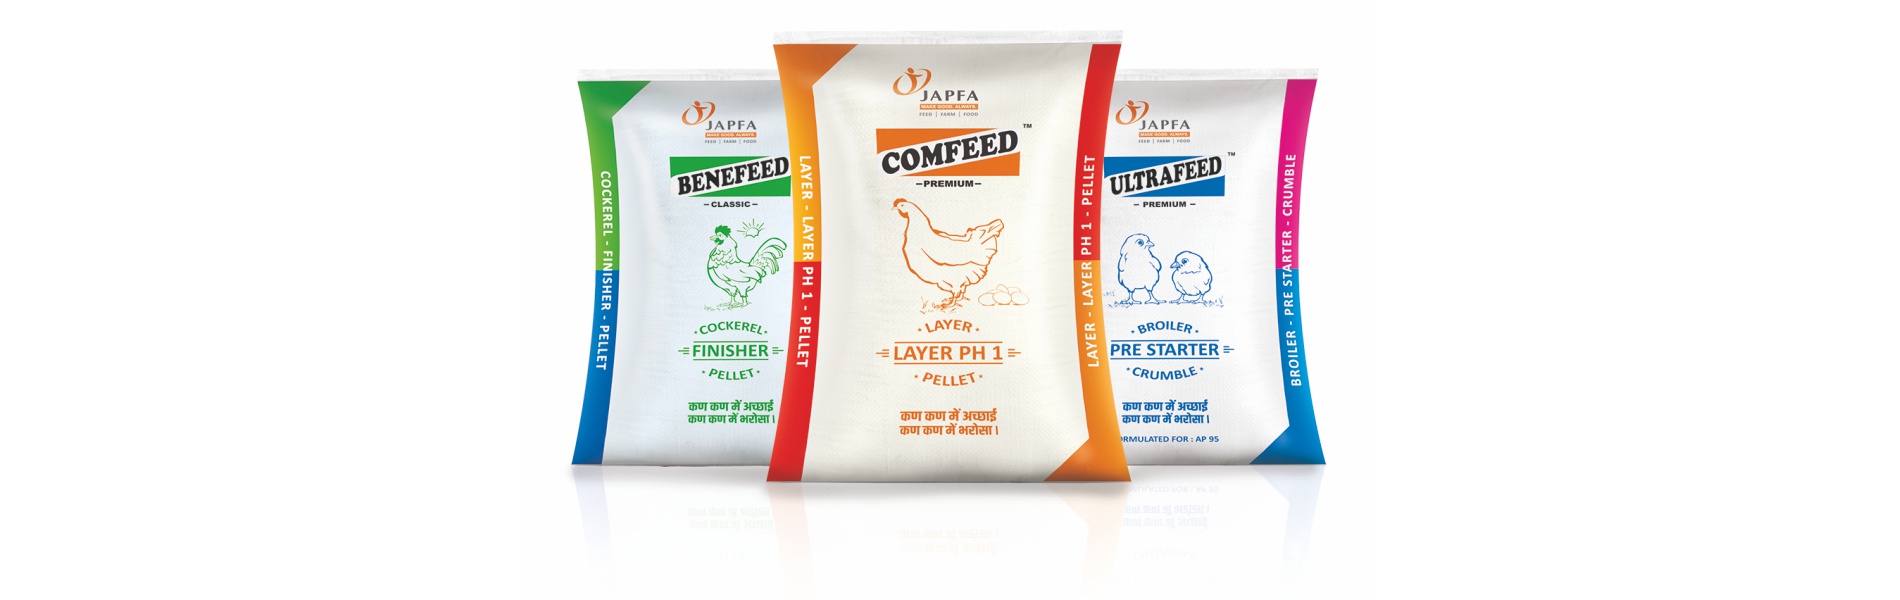 JAPFA
MAKE GOOD. ALWAYS.
FEED | FARM | FOOD
BENEFEED
– CLASSIC –
· COCKEREL ·
FINISHER
· PELLET ·
कण कण में अच्छाई
कण कण में भरोसा।
COCKEREL - FINISHER - PELLET
JAPFA
MAKE GOOD. ALWAYS.
FEED | FARM | FOOD
COMFEED™
– PREMIUM –
· LAYER ·
LAYER PH 1
· PELLET ·
कण कण में अच्छाई
कण कण में भरोसा।
LAYER - LAYER PH 1 - PELLET
LAYER - LAYER PH 1 - PELLET
JAPFA
MAKE GOOD. ALWAYS.
FEED | FARM | FOOD
ULTRAFEED™
– PREMIUM –
· BROILER ·
PRE STARTER
· CRUMBLE ·
कण कण में अच्छाई
कण कण में भरोसा।
FOR : AP 95
BROILER - PRE STARTER - CRUMBLE